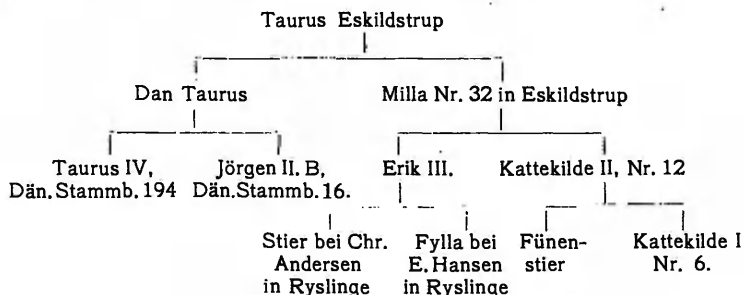 Taurus Eskildstrup
Dan Taurus Milla Nr. 32 in Eskildstrup
Taurus IV, Jörgen II. B, Erik III. Kattekilde II, Nr. 12
Dän. Stammb. 194 Dän. Stammb. 16.
Stier bei Chr. Fylla bei Fünen- Kattekilde I
Andersen E. Hansen stier Nr. 6.
in Ryslinge in Ryslinge